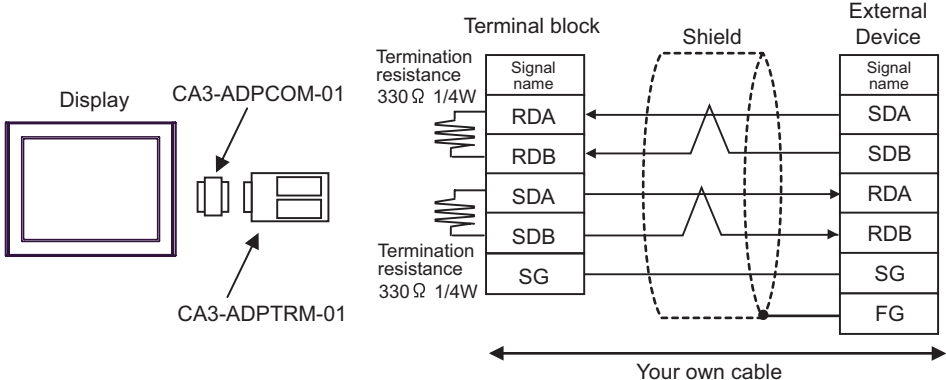 Display
CA3-ADPCOM-01
CA3-ADPTRM-01
Terminal block
Termination
resistance
330Ω 1/4W
Termination
resistance
330Ω 1/4W
Signal
name
RDA
RDB
SDA
SDB
SG
Shield
External
Device
Signal
name
SDA
SDB
RDA
RDB
SG
FG
Your own cable